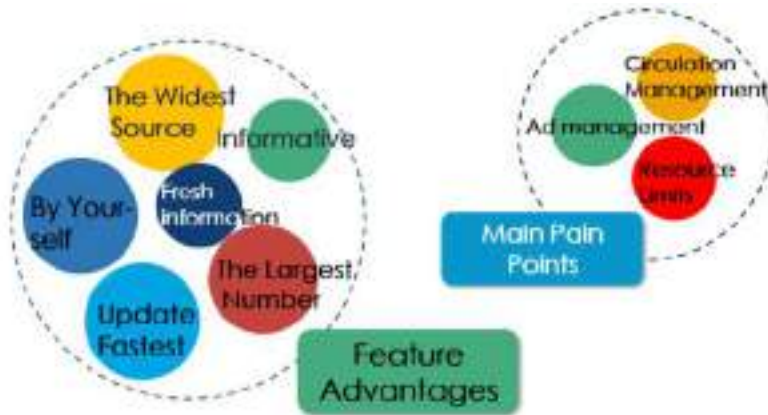 The Widest
Source
Informative
By Your-
self
Fresh
information
The Largest
Number
Update
Fastest
Feature
Advantages
Circulation
Management
Ad management
Resource
Limits
Main Pain
Points